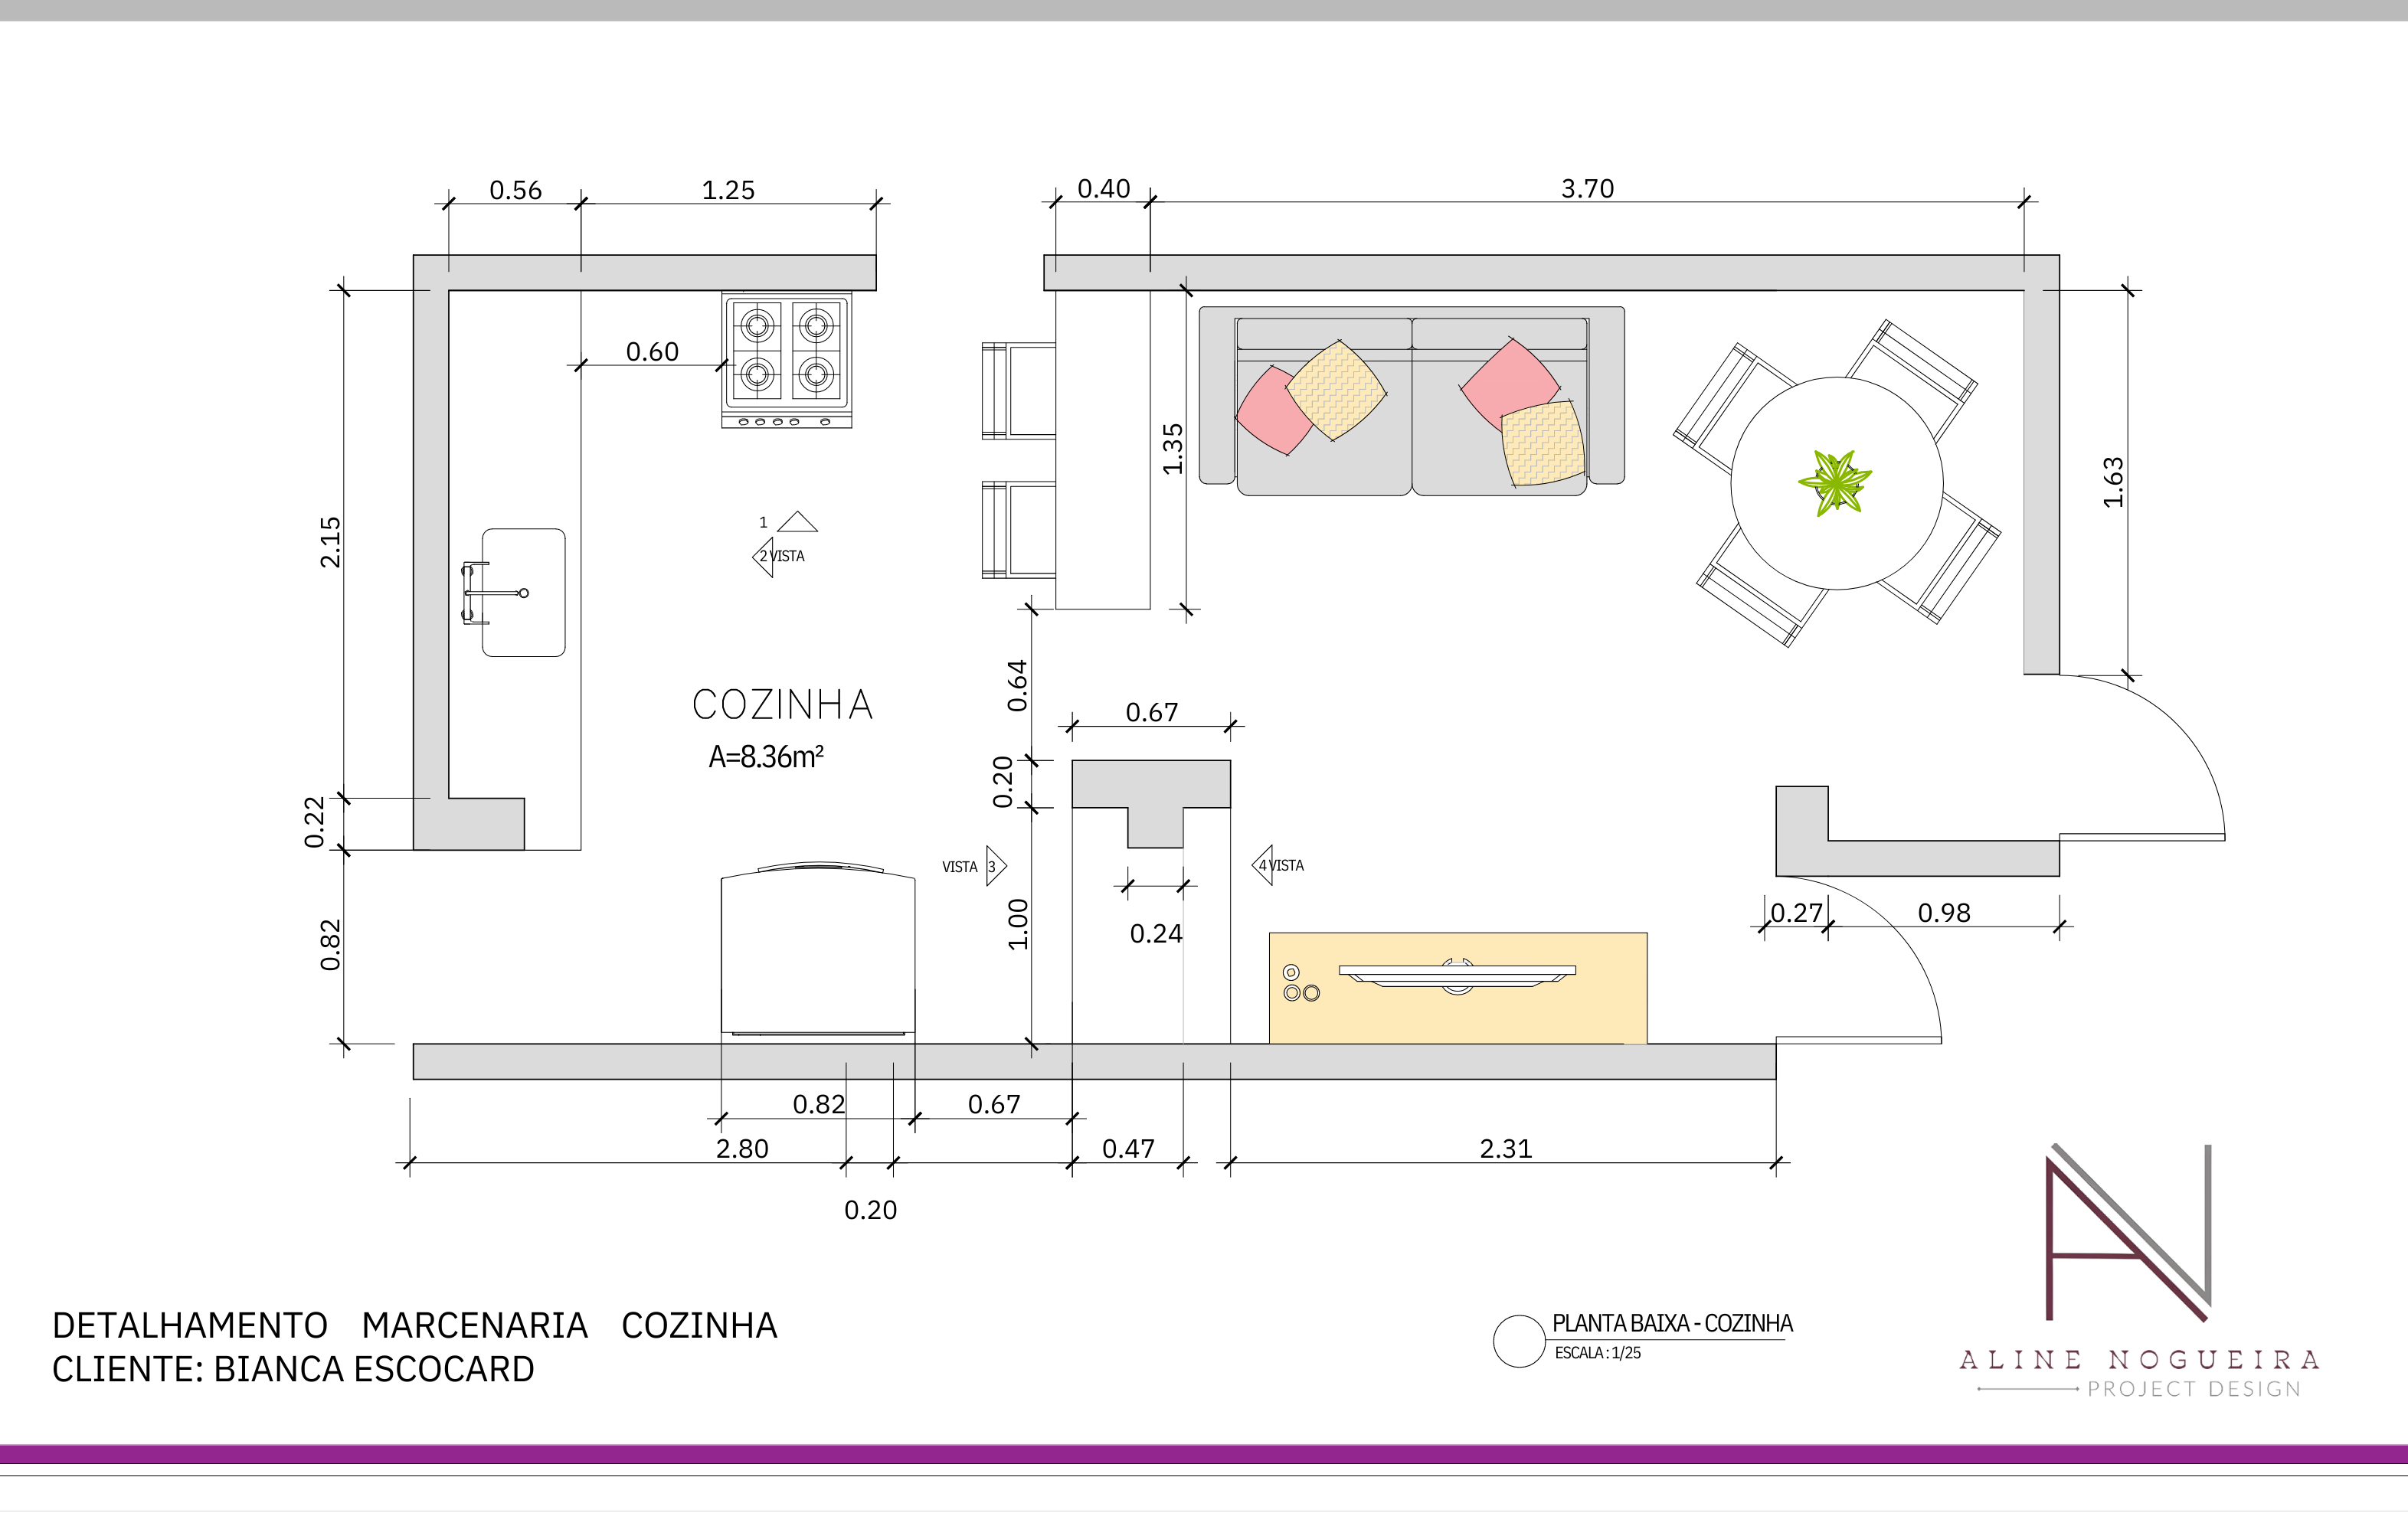 0.56
1.25
0.40
3.70
0.60
1.35
1.63
2.15
1
2 VISTA
0.64
COZINHA
0.67
A=8.36m²
0.20
0.22
VISTA 3
4 VISTA
0.82
1.00
0.24
0.27
0.98
0.82
0.67
2.80
0.47
2.31
0.20
DETALHAMENTO MARCENARIA COZINHA
CLIENTE: BIANCA ESCOCARD
PLANTA BAIXA - COZINHA
ESCALA : 1/25
AN
ALINE NOGUEIRA
PROJECT DESIGN